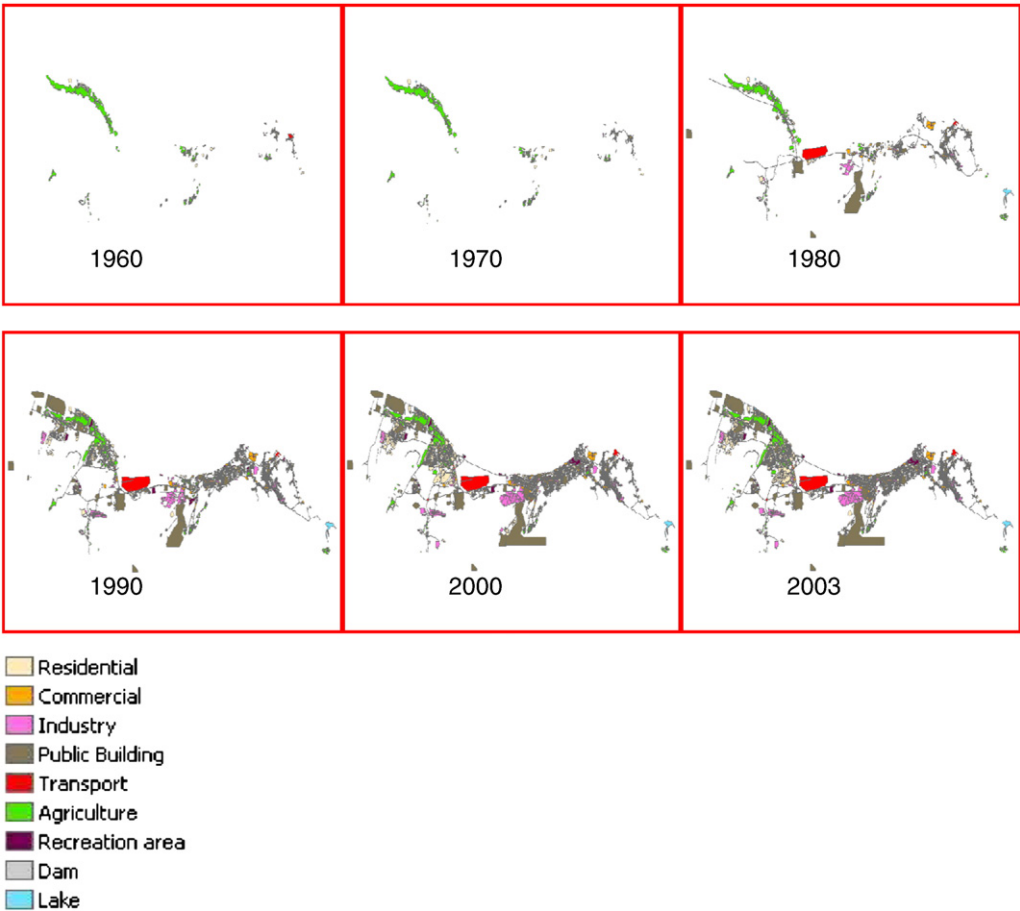 1960
1970
1980
1990
2000
2003
Residential
Commercial
Industry
Public Building
Transport
Agriculture
Recreation area
Dam
Lake